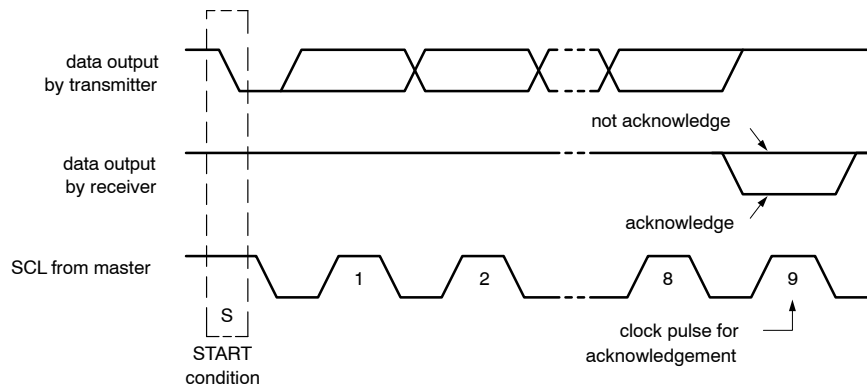 data output
by transmitter
not acknowledge
data output
by receiver
acknowledge
SCL from master
1
2
8
9
S
START
condition
clock pulse for
acknowledgement